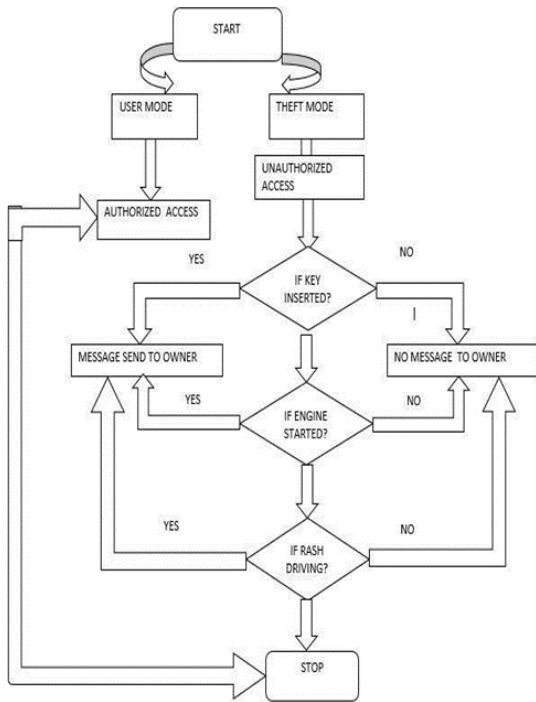 START
USER MODE
THEFT MODE
UNAUTHORIZED
ACCESS
AUTHORIZED ACCESS
YES
NO
IF KEY
INSERTED?
MESSAGE SEND TO OWNER
NO MESSAGE TO OWNER
YES
NO
IF ENGINE
STARTED?
YES
NO
IF RASH
DRIVING?
STOP